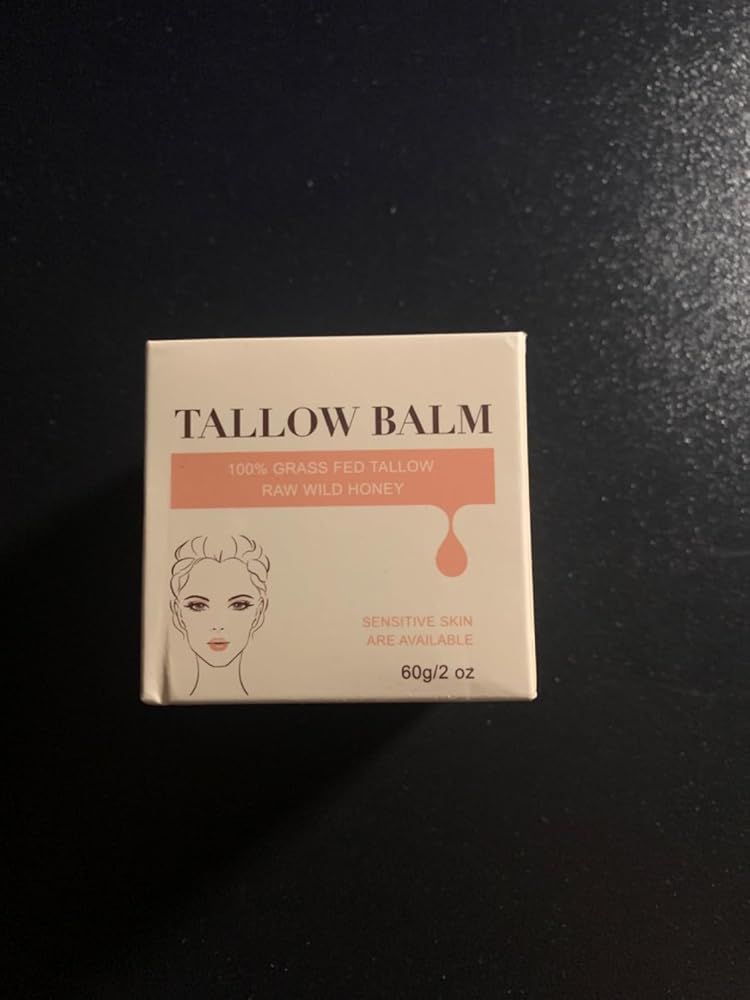 TALLOW BALM
100% GRASS FED TALLOW
RAW WILD HONEY
SENSITIVE SKIN
ARE AVAILABLE
60g/2 oz